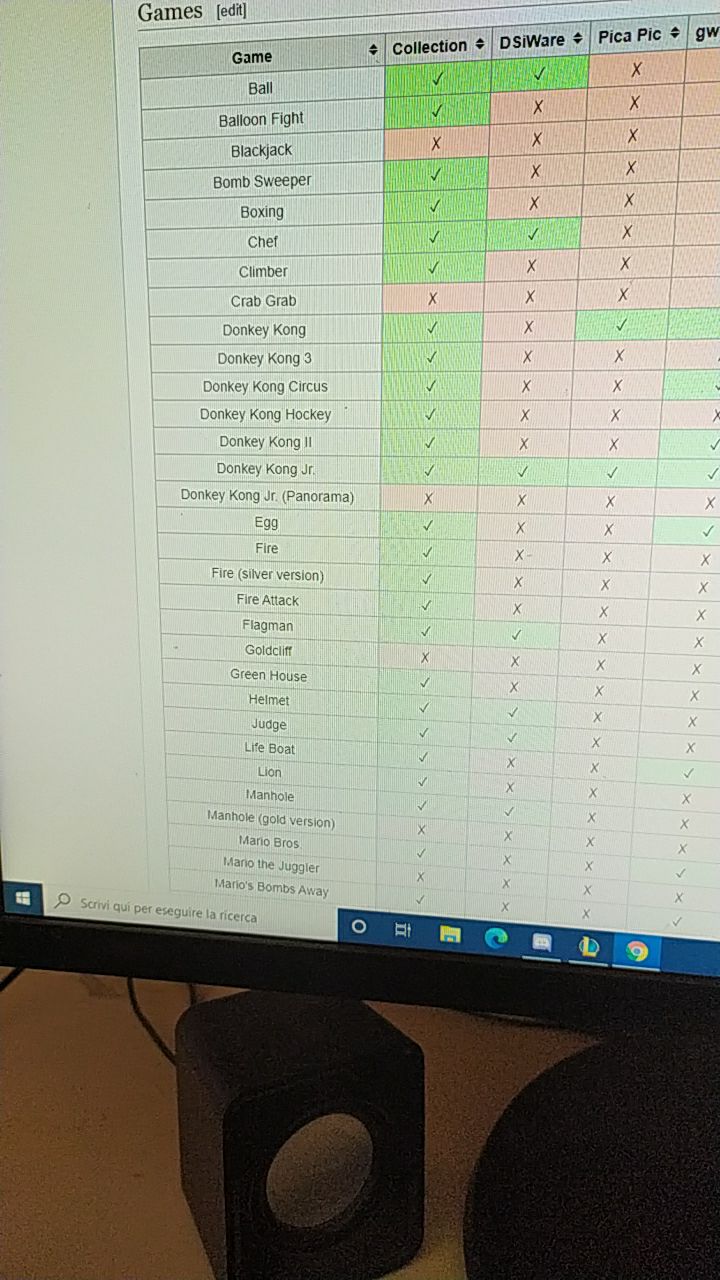 Games [edit]
Game Collection DSiWare Pica Pic gw
Ball ✓ ✓ X
Balloon Fight ✓ X X
Blackjack X X X
Bomb Sweeper ✓ X X
Boxing ✓ X X
Chef ✓ ✓ X
Climber ✓ X X
Crab Grab X X X
Donkey Kong ✓ X ✓
Donkey Kong 3 ✓ X X
Donkey Kong Circus ✓ X X ✓
Donkey Kong Hockey ✓ X X X
Donkey Kong II ✓ X X ✓
Donkey Kong Jr. ✓ ✓ ✓ ✓
Donkey Kong Jr. (Panorama) X X X X
Egg ✓ X X ✓
Fire ✓ X X X
Fire (silver version) ✓ X X X
Fire Attack ✓ X X X
Flagman ✓ ✓ X X
Goldcliff X X X X
Green House ✓ X X X
Helmet ✓ ✓ X X
Judge ✓ ✓ X X
Life Boat ✓ X X ✓
Lion ✓ X X X
Manhole ✓ ✓ X X
Manhole (gold version) X X X X
Mario Bros. ✓ X X ✓
Mario the Juggler X X X X
Mario's Bombs Away ✓ X X ✓
Scrivi qui per eseguire la ricerca